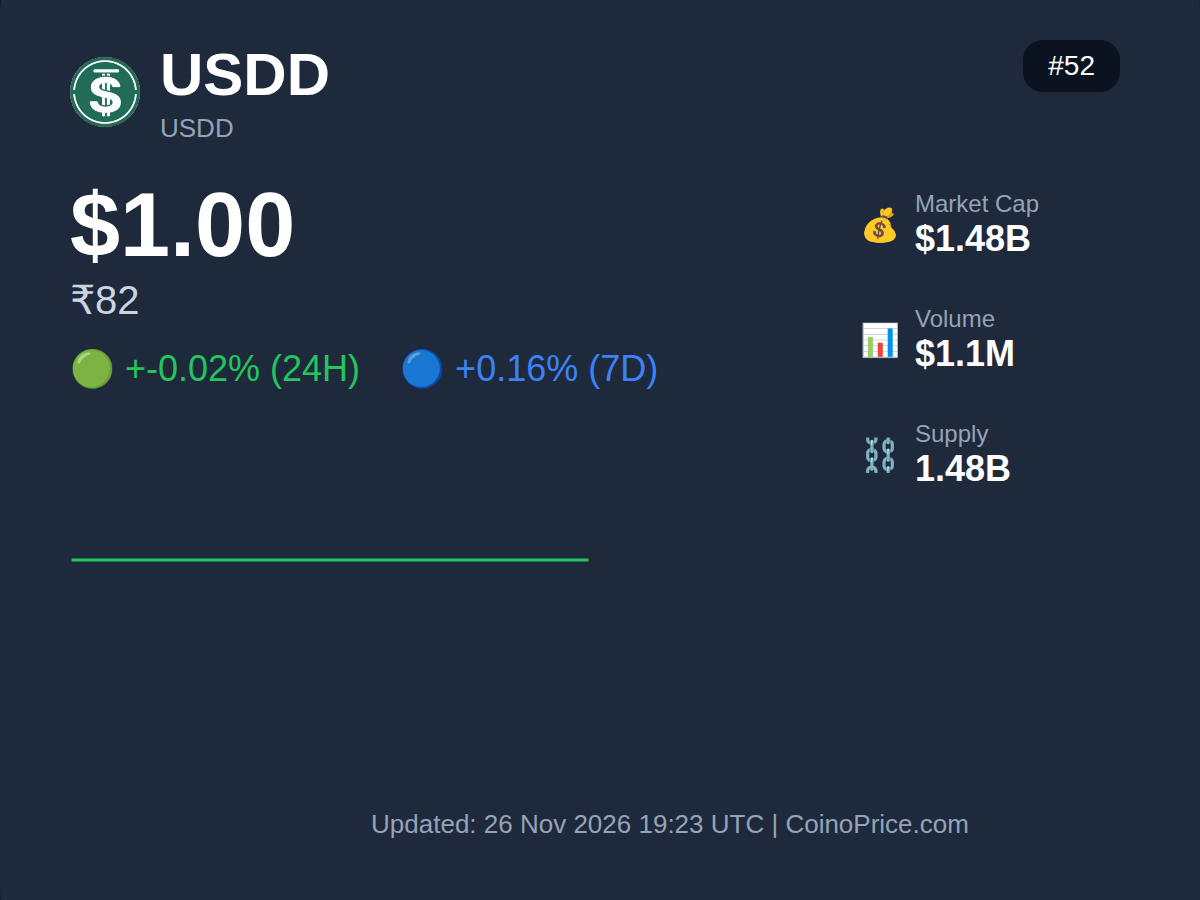 USDD
USDD
#52
$1.00
₹82
+-0.02% (24H) +0.16% (7D)
Market Cap
$1.48B
Volume
$1.1M
Supply
1.48B
Updated: 26 Nov 2026 19:23 UTC | CoinoPrice.com